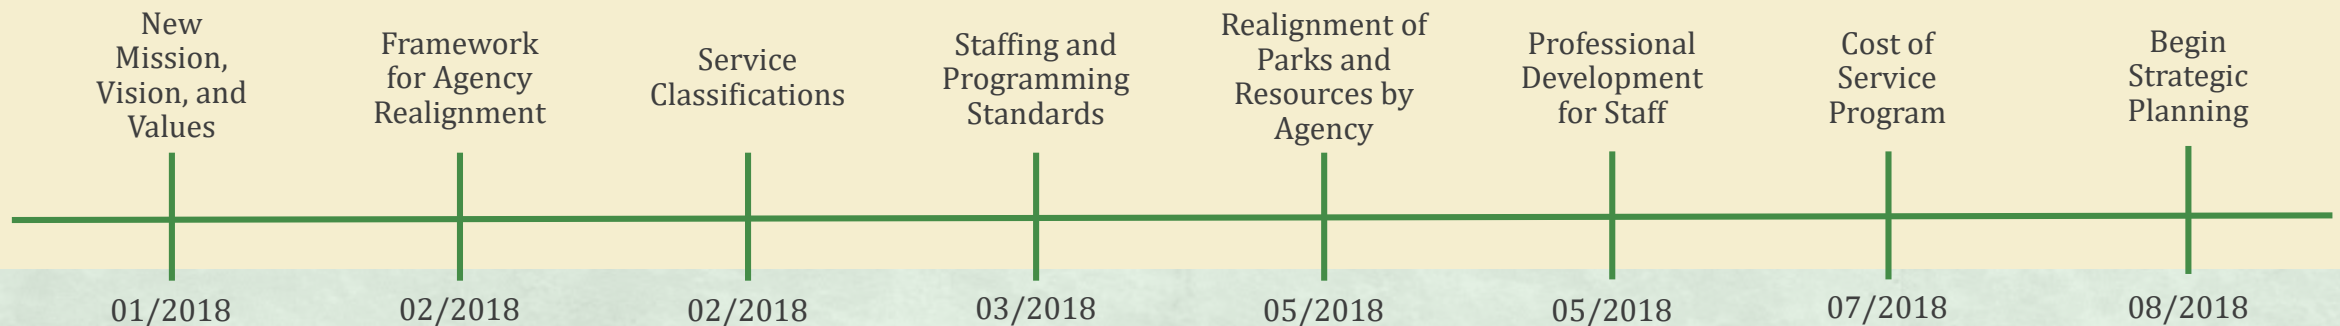 New
Mission,
Vision, and
Values
01/2018
Framework
for Agency
Realignment
02/2018
Service
Classifications
02/2018
Staffing and
Programming
Standards
03/2018
Realignment of
Parks and
Resources by
Agency
05/2018
Professional
Development
for Staff
05/2018
Cost of
Service
Program
07/2018
Begin
Strategic
Planning
08/2018